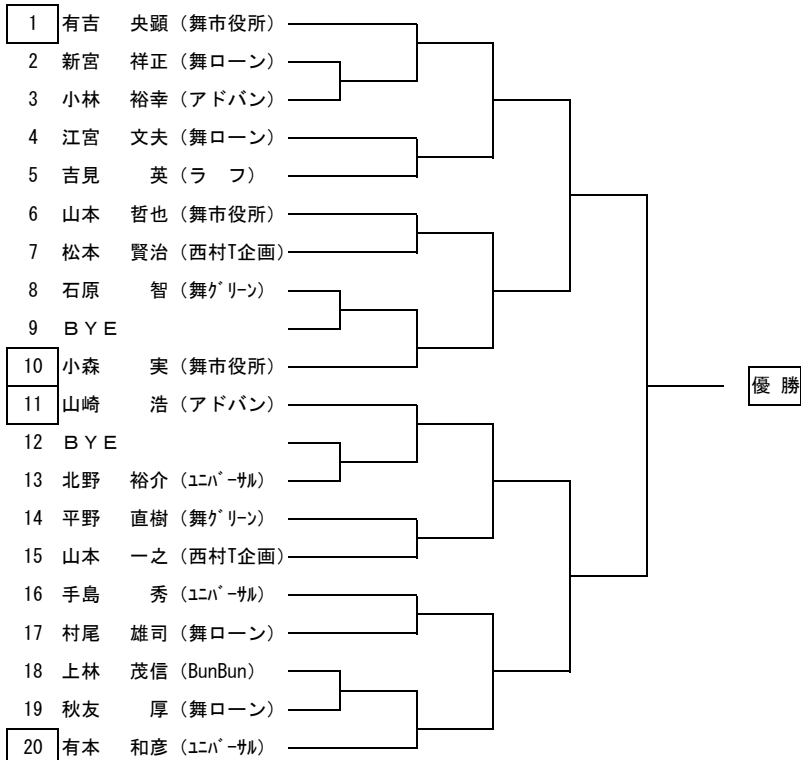 1 有吉 央顕 (舞市役所)
2 新宮 祥正 (舞ローン)
3 小林 裕幸 (アドバン)
4 江宮 文夫 (舞ローン)
5 吉見 英 (ラ フ)
6 山本 哲也 (舞市役所)
7 松本 賢治 (西村T企画)
8 石原 智 (舞ｸﾞﾘｰﾝ)
9 ＢＹＥ
10 小森 実 (舞市役所)
11 山崎 浩 (アドバン)
優 勝
12 ＢＹＥ
13 北野 裕介 (ﾕﾆﾊﾞｰｻﾙ)
14 平野 直樹 (舞ｸﾞﾘｰﾝ)
15 山本 一之 (西村T企画)
16 手島 秀 (ﾕﾆﾊﾞｰｻﾙ)
17 村尾 雄司 (舞ローン)
18 上林 茂信 (BunBun)
19 秋友 厚 (舞ローン)
20 有本 和彦 (ﾕﾆﾊﾞｰｻﾙ)